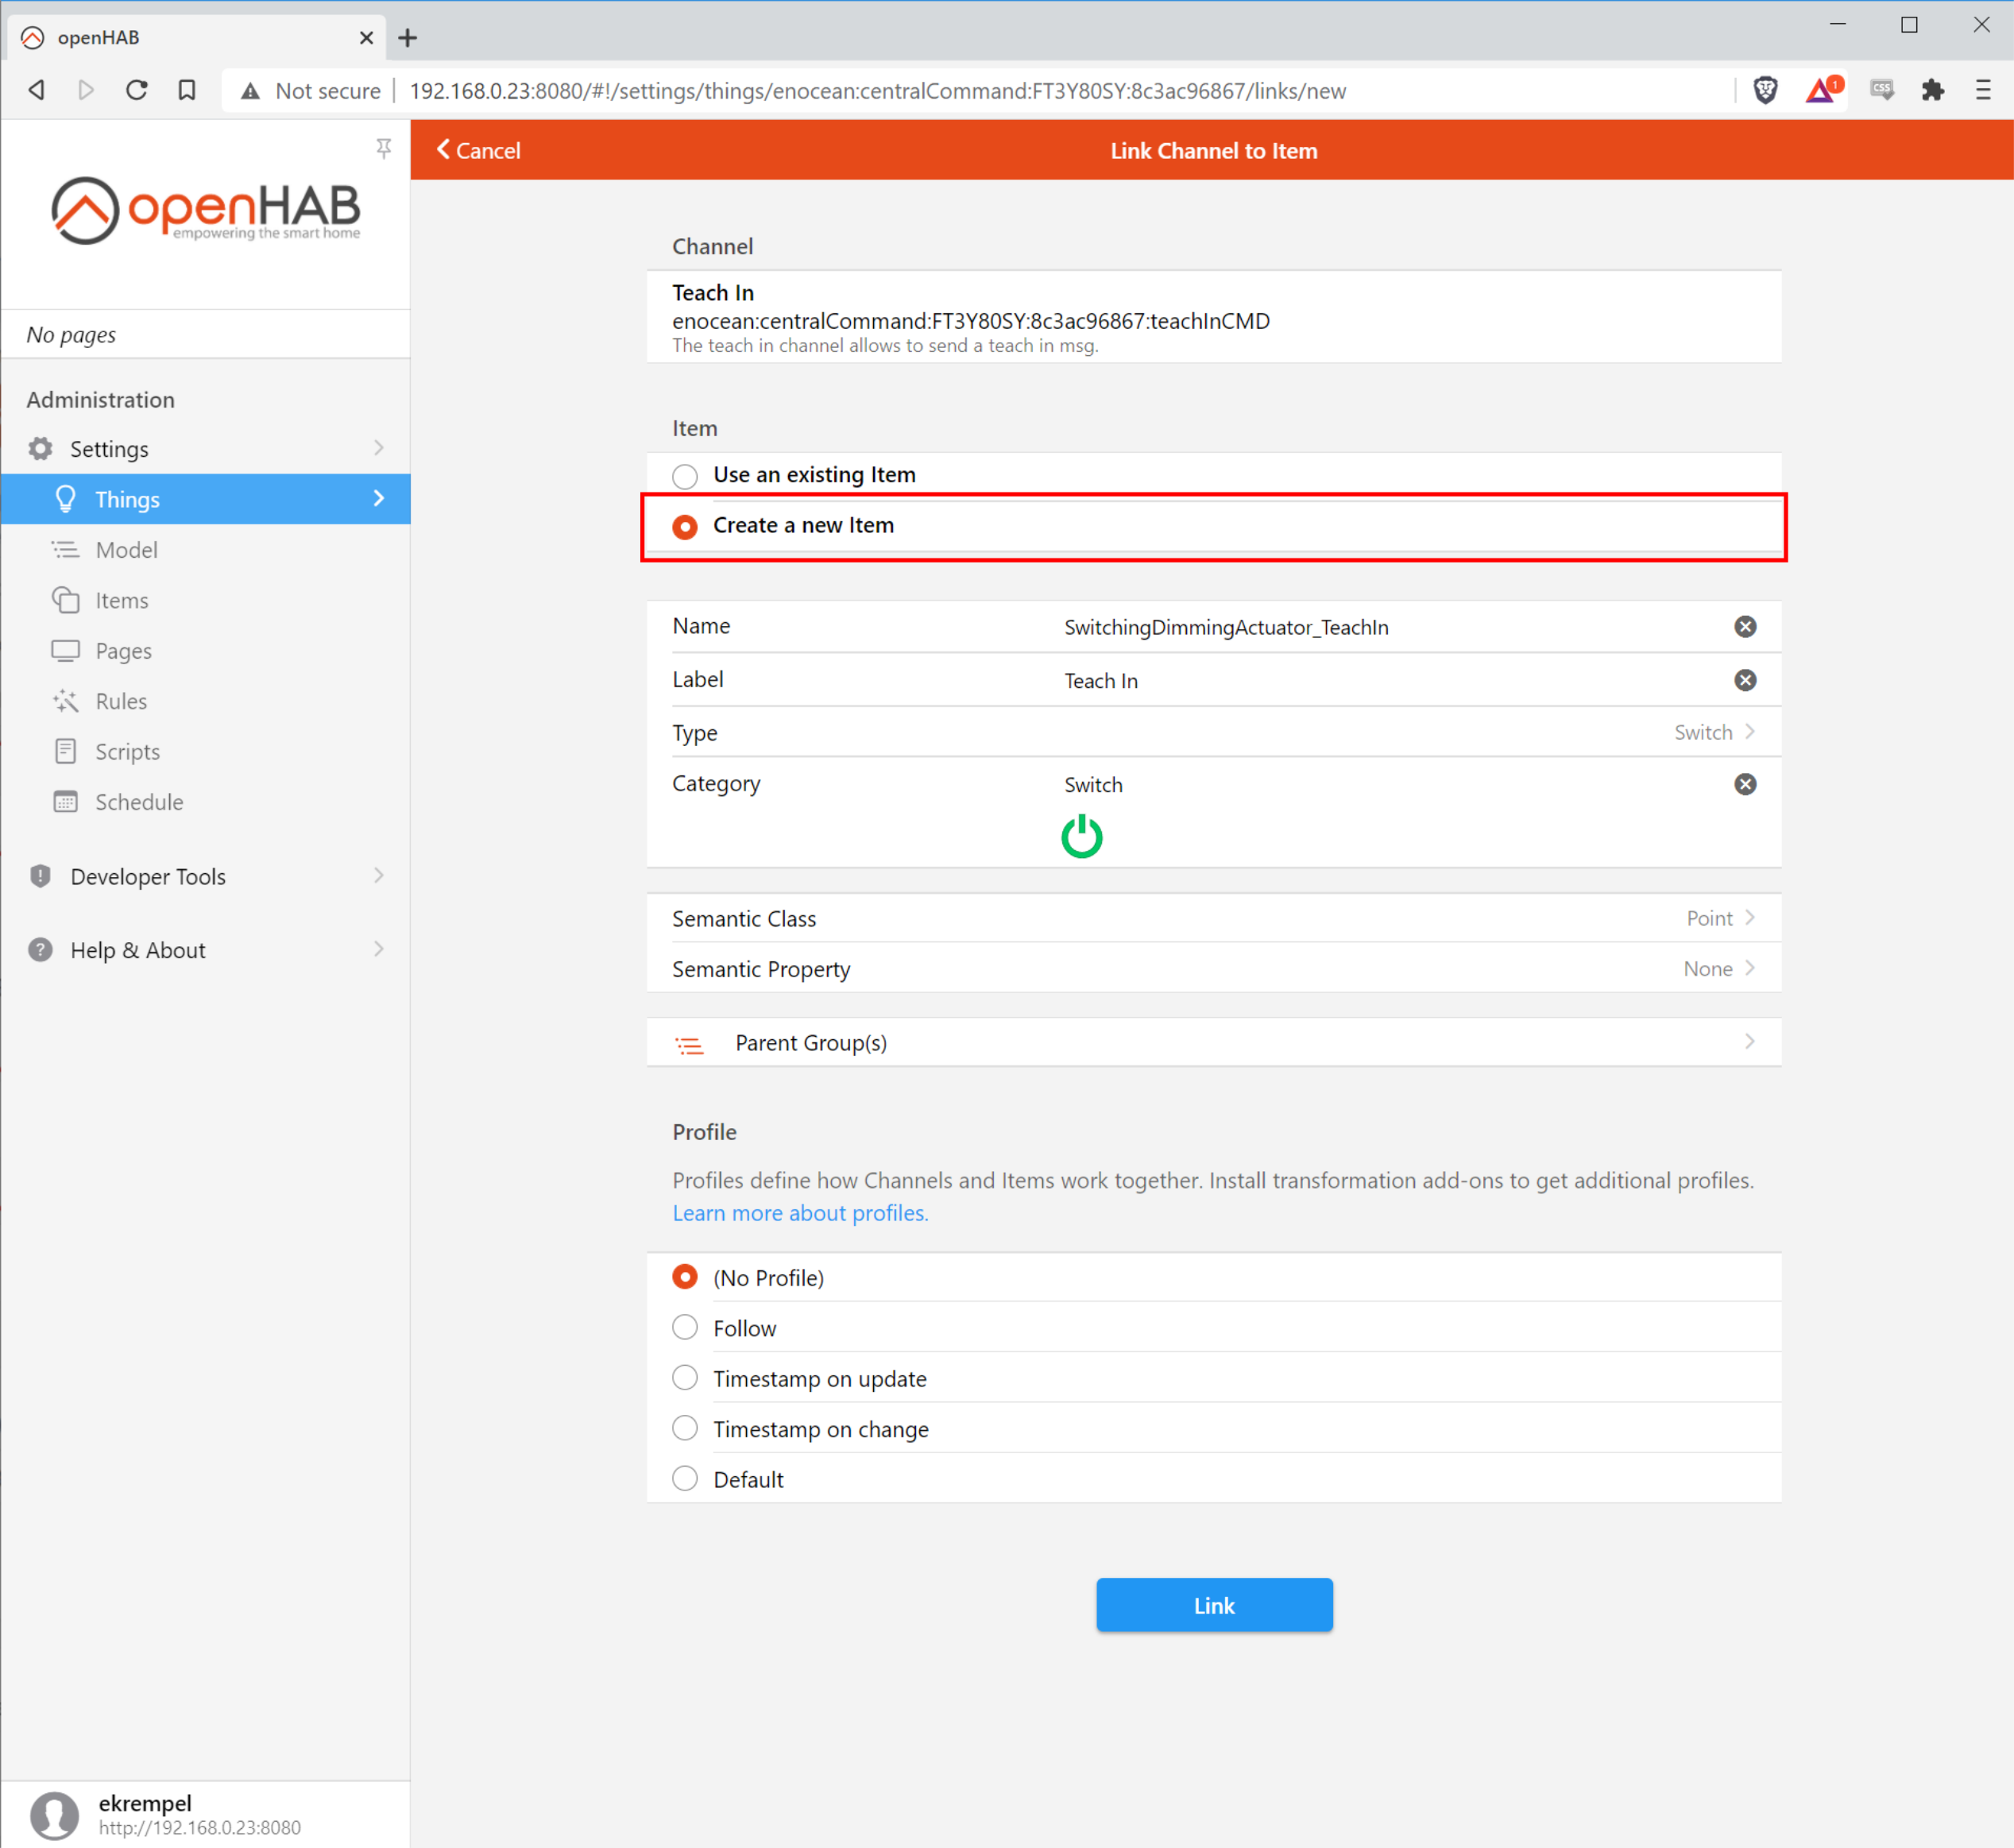 openHAB
Not secure
192.168.0.23:8080/#!/settings/things/enocean:centralCommand:FT3Y80SY:8c3ac96867/links/new
1
CSS
openHAB
empowering the smart home
No pages
Administration
Settings
Things
Model
Items
Pages
Rules
Scripts
Schedule
Developer Tools
Help & About
ekrempel
http://192.168.0.23:8080
Cancel
Link Channel to Item
Channel
Teach In
enocean:centralCommand:FT3Y80SY:8c3ac96867:teachInCMD
The teach in channel allows to send a teach in msg.
Item
Use an existing Item
Create a new Item
Name SwitchingDimmingActuator_TeachIn
Label Teach In
Type Switch
Category Switch
Semantic Class Point
Semantic Property None
Parent Group(s)
Profile
Profiles define how Channels and Items work together. Install transformation add-ons to get additional profiles.
Learn more about profiles.
(No Profile)
Follow
Timestamp on update
Timestamp on change
Default
Link